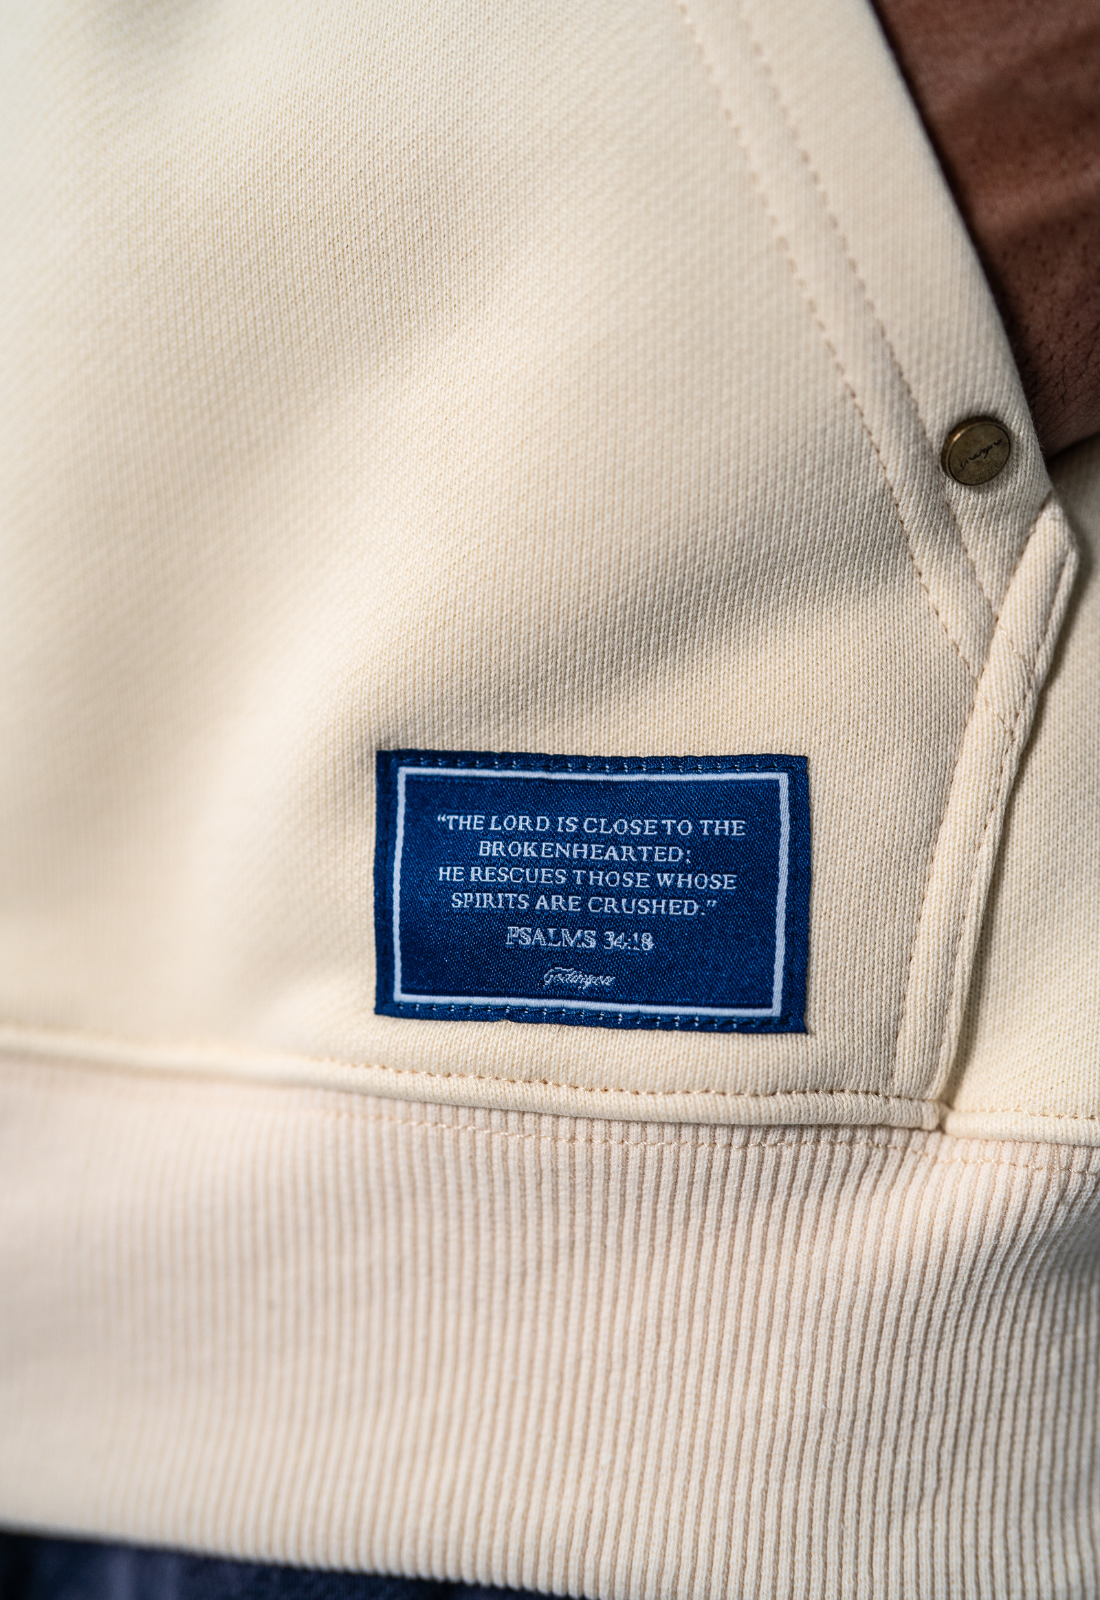 “THE LORD IS CLOSE TO THE
BROKENHEARTED;
HE RESCUES THOSE WHOSE
SPIRITS ARE CRUSHED.”
PSALMS 34:18